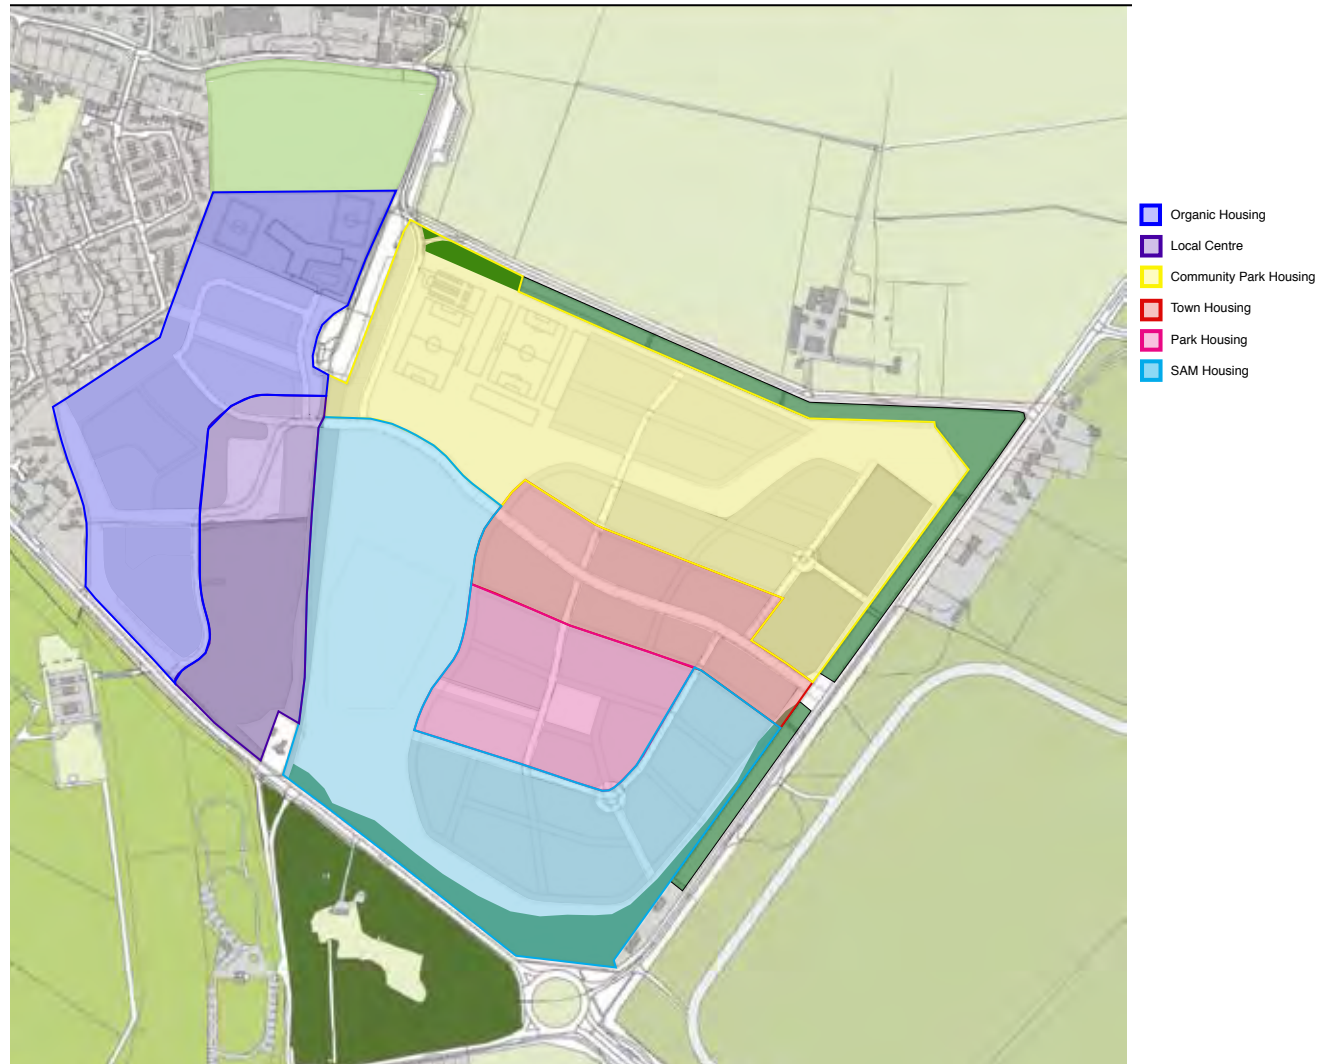 Organic Housing
Local Centre
Community Park Housing
Town Housing
Park Housing
SAM Housing